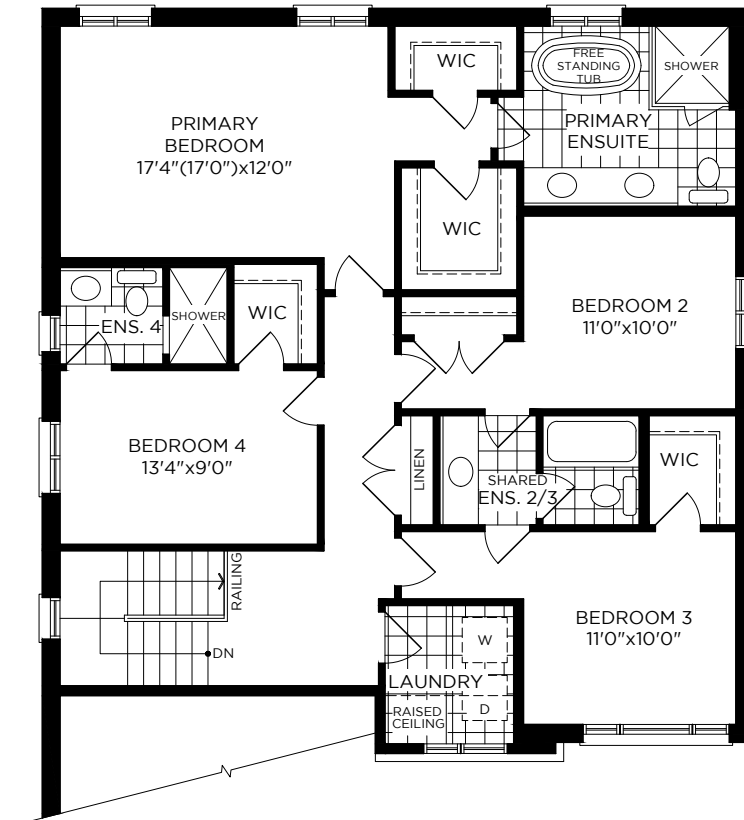 WIC
FREE
STANDING
TUB
SHOWER
PRIMARY
BEDROOM
17'4"(17'0")x12'0"
PRIMARY
ENSUITE
WIC
ENS. 4
SHOWER
WIC
BEDROOM 2
11'0"x10'0"
BEDROOM 4
13'4"x9'0"
LINEN
SHARED
ENS. 2/3
WIC
RAILING
DN
BEDROOM 3
11'0"x10'0"
W
LAUNDRY
RAISED
CEILING
D